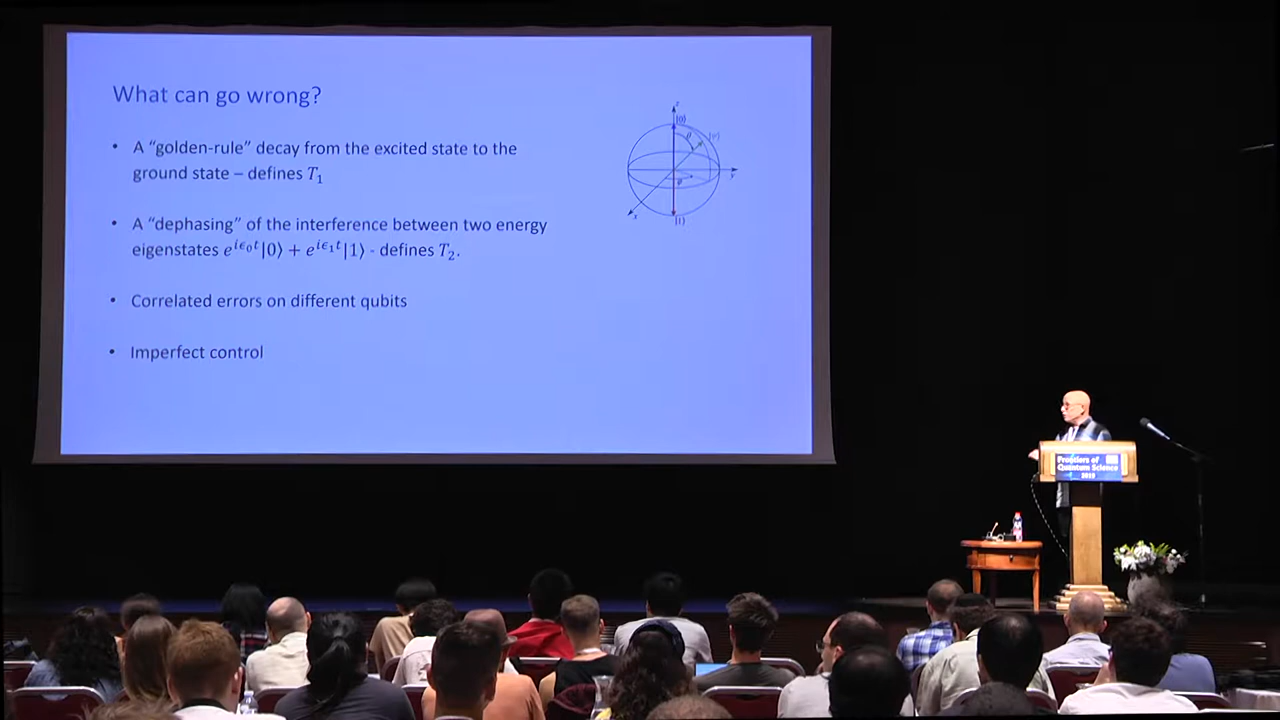 What can go wrong?
• A “golden-rule” decay from the excited state to the
ground state – defines T₁
• A “dephasing” of the interference between two energy
eigenstates e^{iϵ₀t}|0⟩ + e^{iϵ₁t}|1⟩ - defines T₂.
• Correlated errors on different qubits
• Imperfect control
z
|0⟩
θ
|ψ⟩
φ
y
x
|1⟩
Frontiers of
Quantum Science
2019